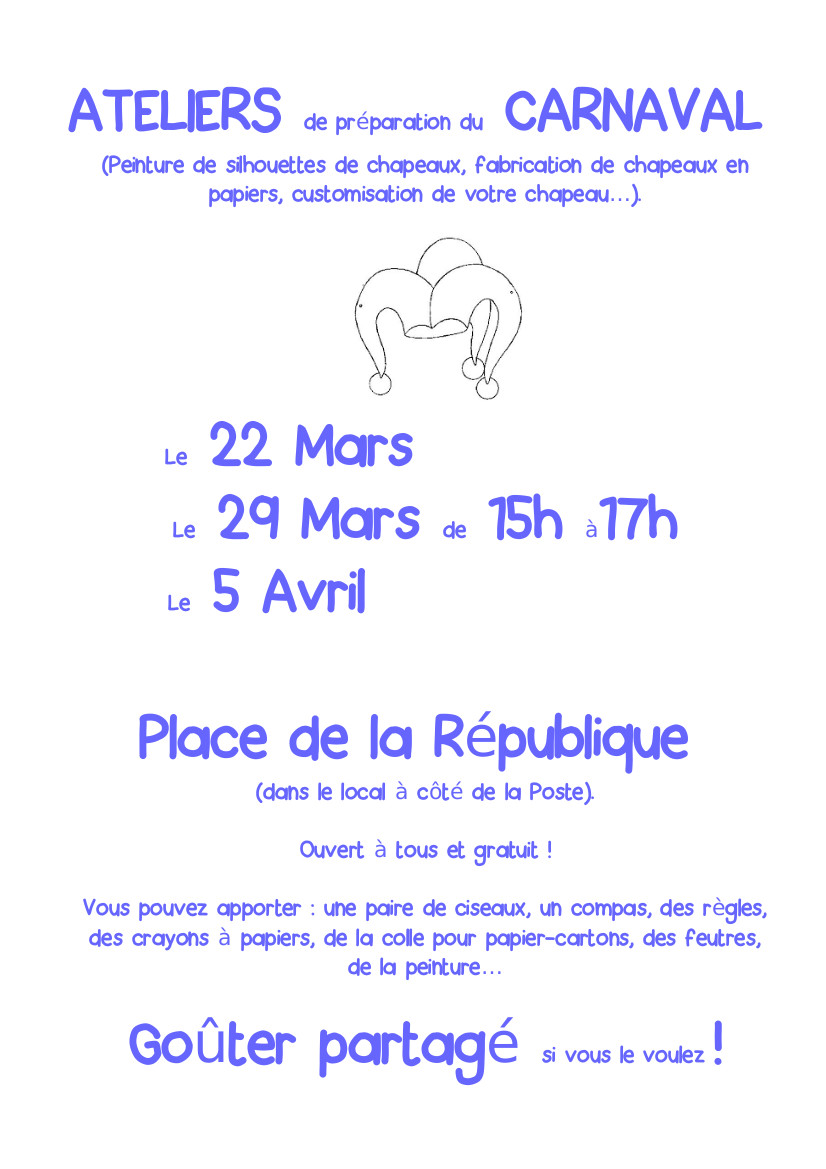 ATELIERS de préparation du CARNAVAL
(Peinture de silhouettes de chapeaux, fabrication de chapeaux en
papiers, customisation de votre chapeau...).
Le 22 Mars
Le 29 Mars de 15h à 17h
Le 5 Avril
Place de la République
(dans le local à côté de la Poste).
Ouvert à tous et gratuit !
Vous pouvez apporter : une paire de ciseaux, un compas, des règles,
des crayons à papiers, de la colle pour papier-cartons, des feutres,
de la peinture...
Goûter partagé si vous le voulez !